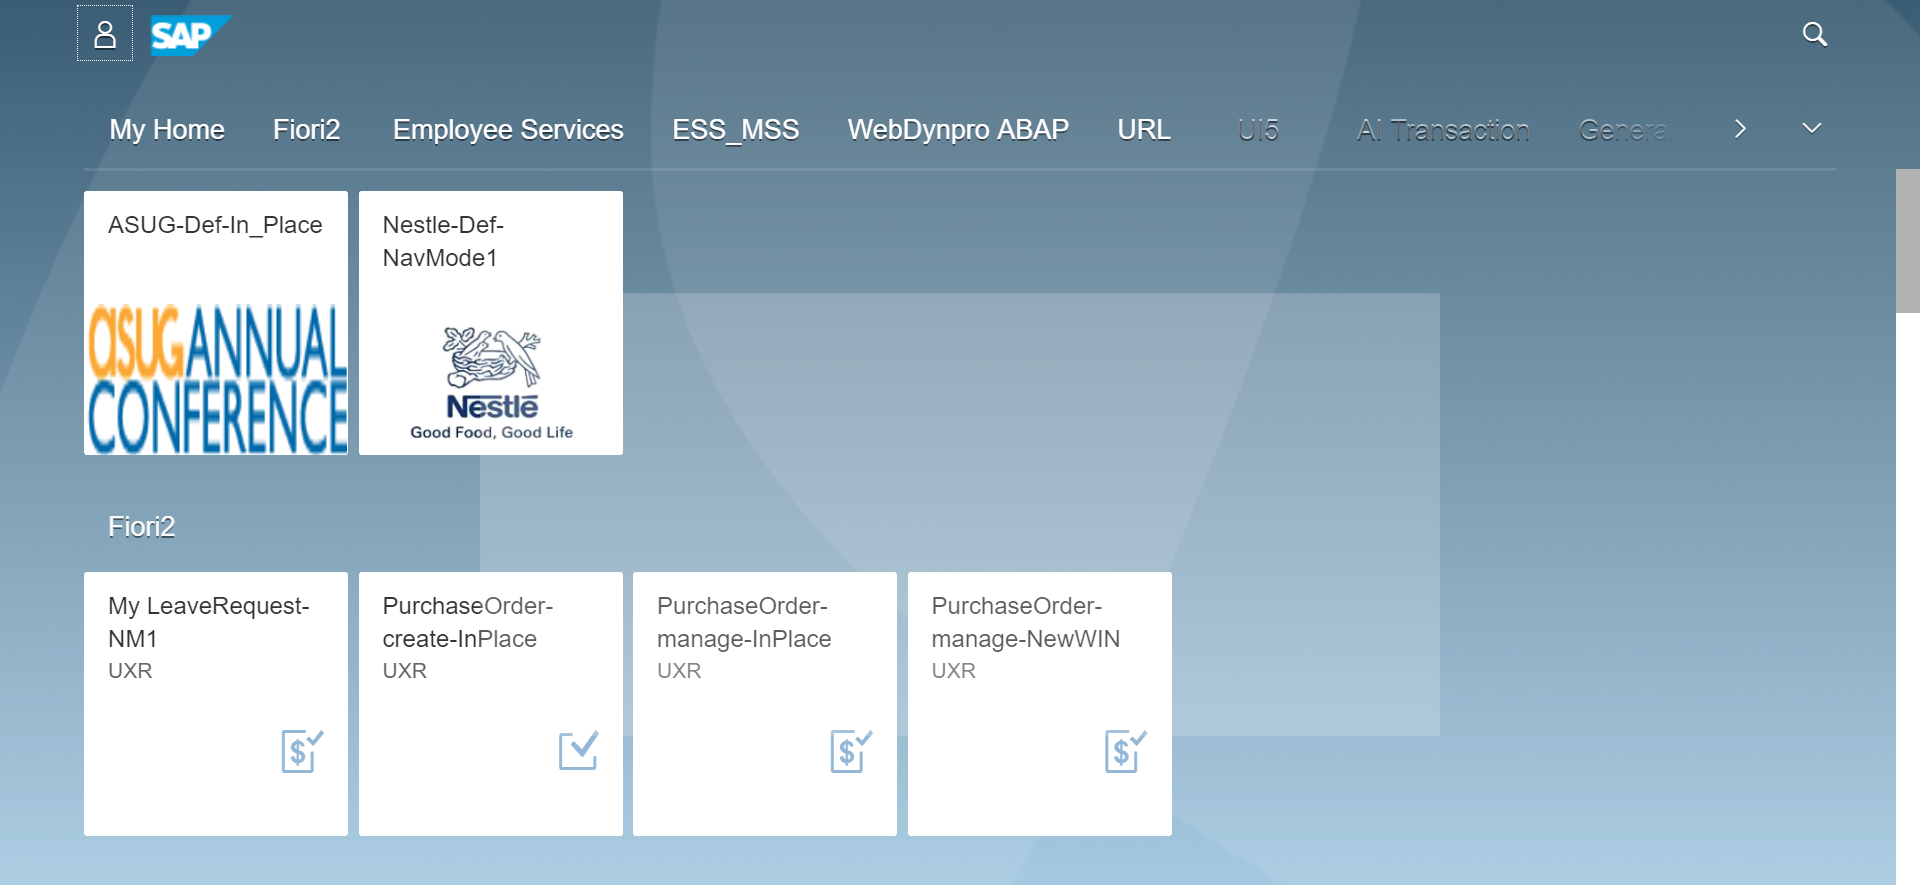 SAP
My Home Fiori2 Employee Services ESS_MSS WebDynpro ABAP URL UI5 AI Transaction General
ASUG-Def-In_Place
asug ANNUAL
CONFERENCE
Nestle-Def-
NavMode1
Nestlé
Good Food, Good Life
Fiori2
My LeaveRequest-
NM1
UXR
PurchaseOrder-
create-InPlace
UXR
PurchaseOrder-
manage-InPlace
UXR
PurchaseOrder-
manage-NewWIN
UXR